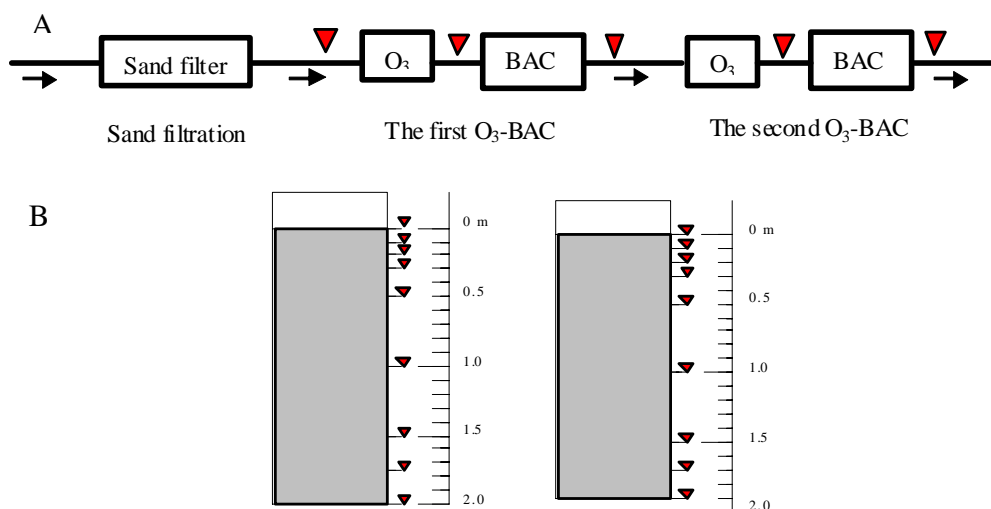 A
Sand filter O₃ BAC O₃ BAC
Sand filtration The first O₃-BAC The second O₃-BAC
B
0 m
0.5
1.0
1.5
2.0
0 m
0.5
1.0
1.5
2.0